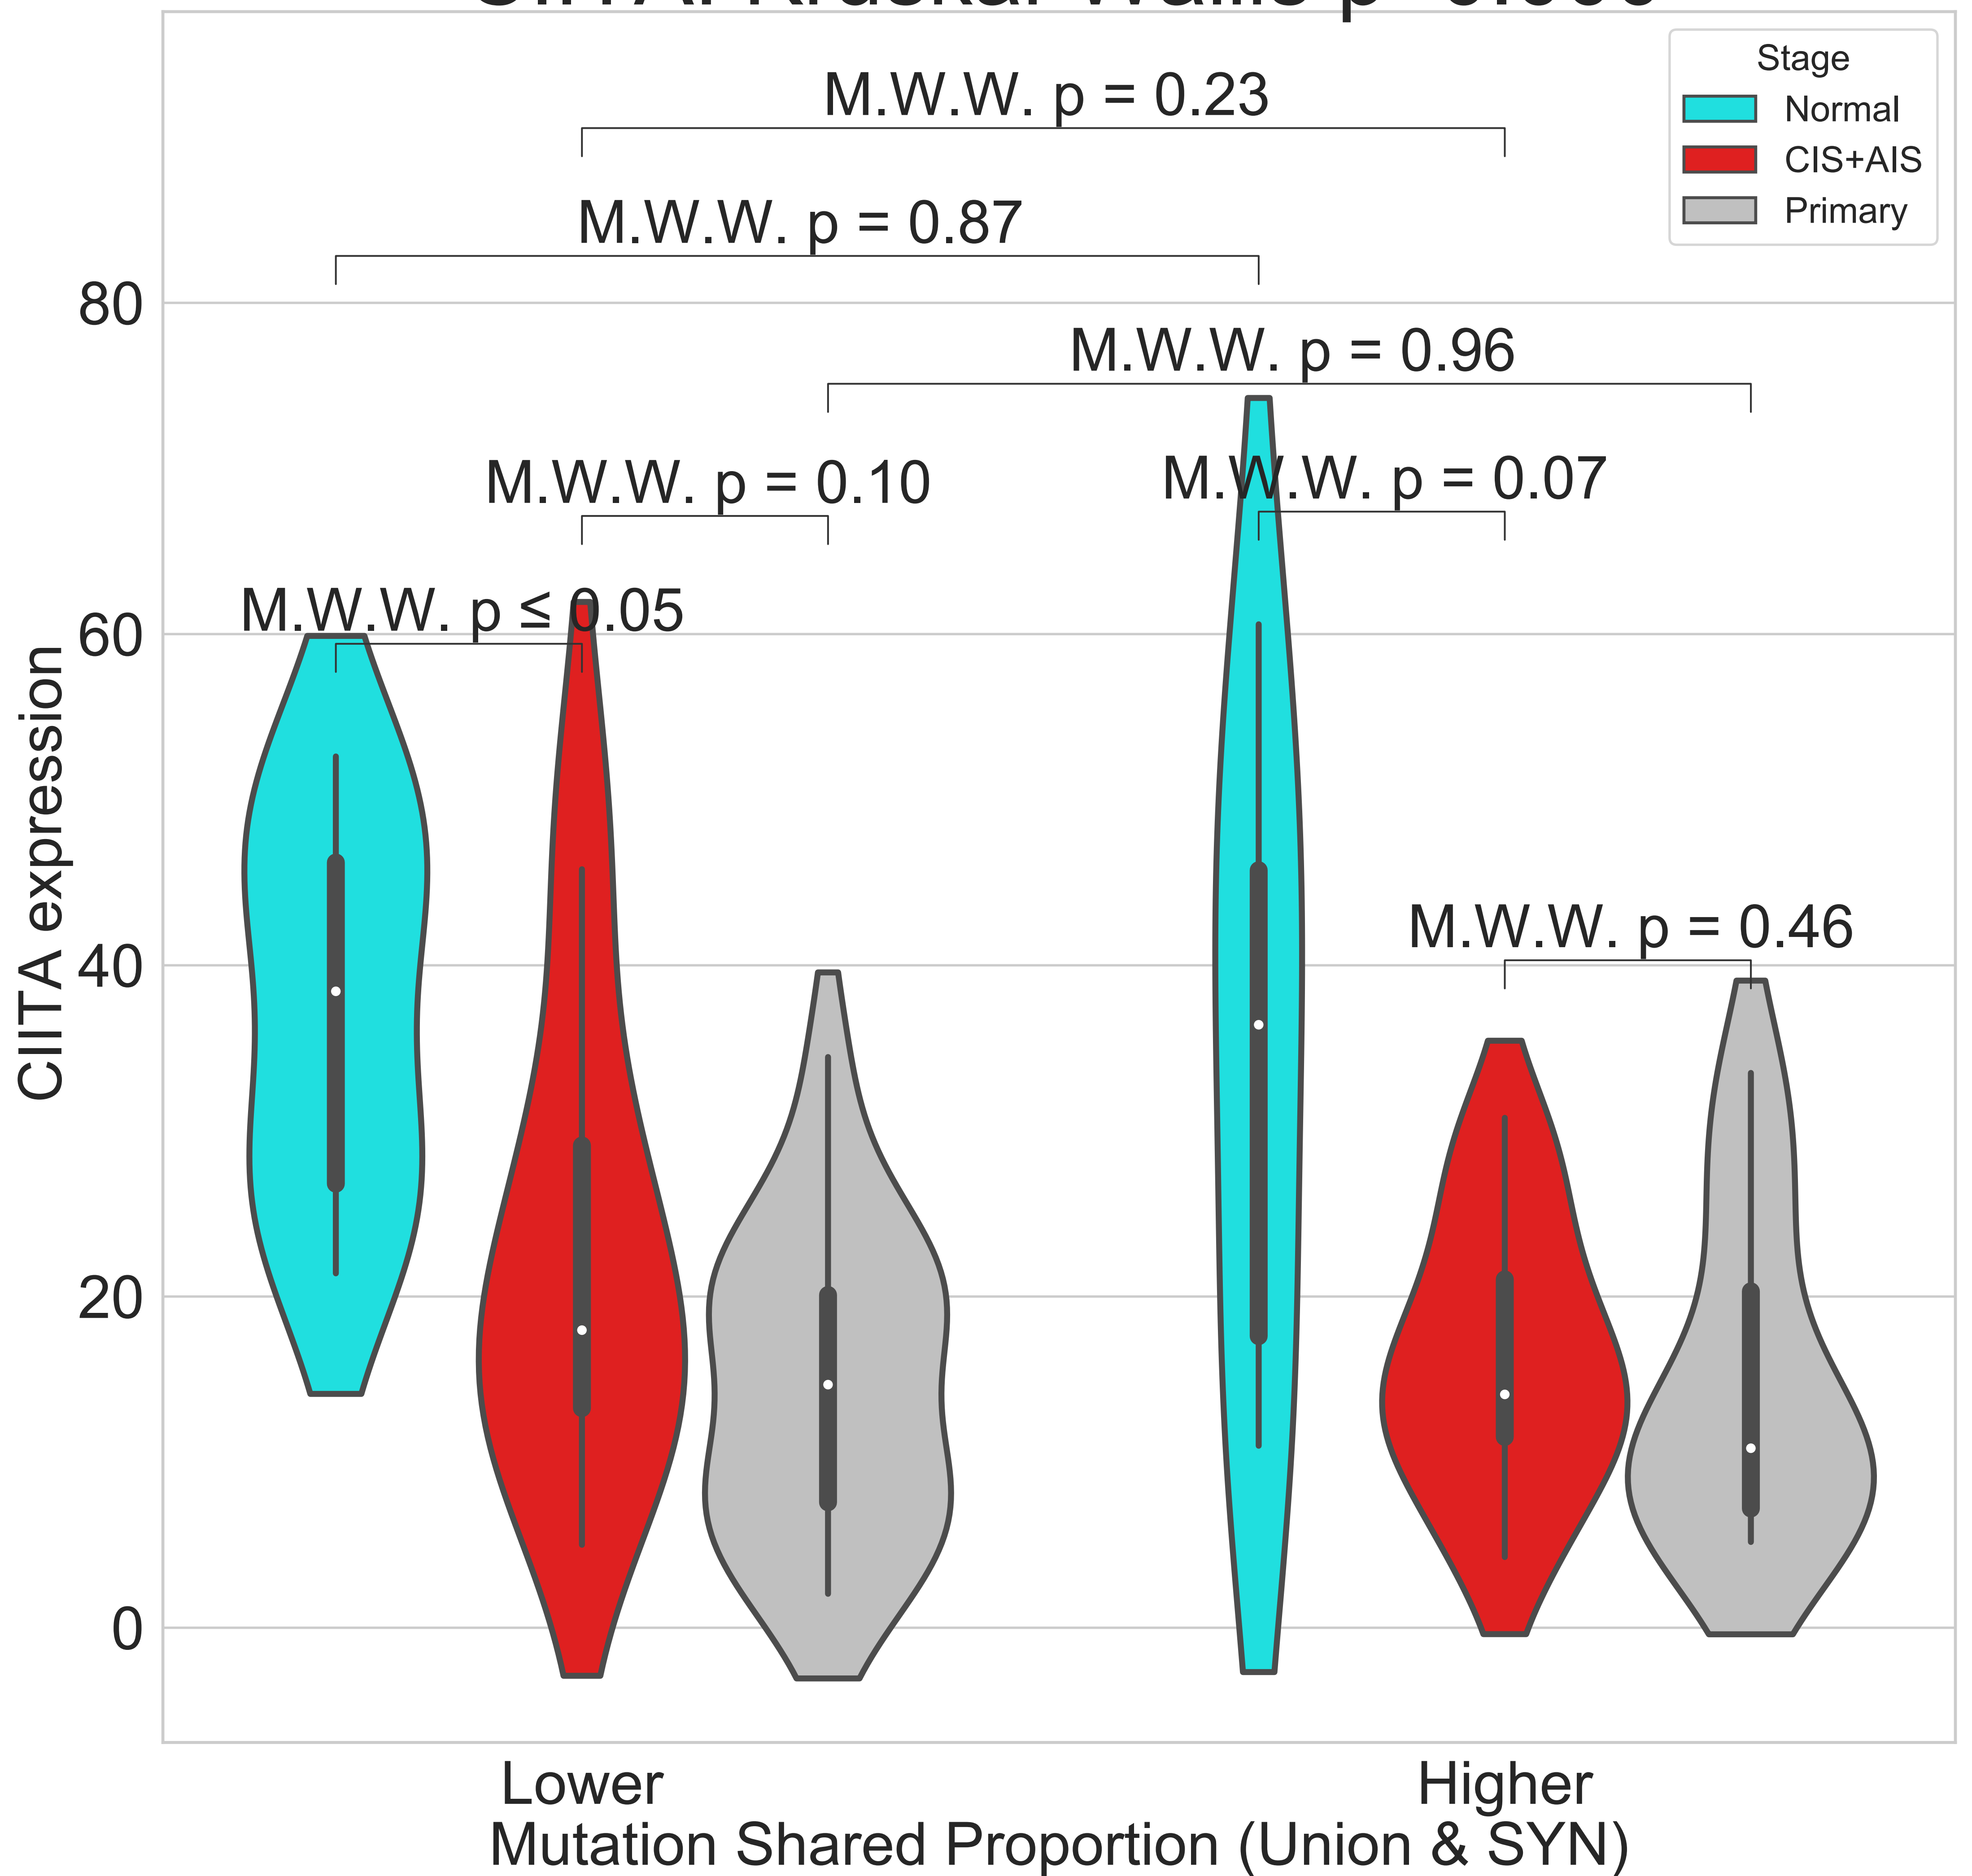 Stage
Normal
CIS+AIS
Primary
M.W.W. p = 0.23
M.W.W. p = 0.87
M.W.W. p = 0.96
M.W.W. p = 0.10
M.W.W. p = 0.07
M.W.W. p ≤ 0.05
M.W.W. p = 0.46
80
60
40
20
0
CIITA expression
Lower
Higher
Mutation Shared Proportion (Union & SYN)